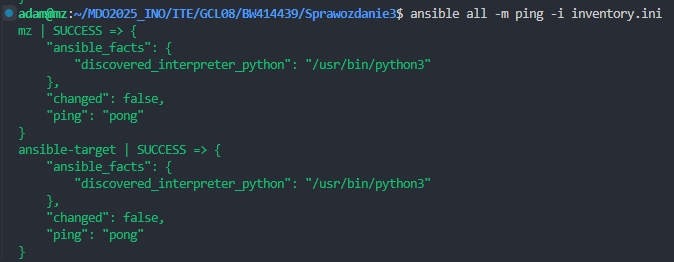 adam@mz:~/MDO2025_INO/ITE/GCL08/BW414439/Sprawozdanie3$ ansible all -m ping -i inventory.ini
mz | SUCCESS => {
    "ansible_facts": {
        "discovered_interpreter_python": "/usr/bin/python3"
    },
    "changed": false,
    "ping": "pong"
}
ansible-target | SUCCESS => {
    "ansible_facts": {
        "discovered_interpreter_python": "/usr/bin/python3"
    },
    "changed": false,
    "ping": "pong"
}